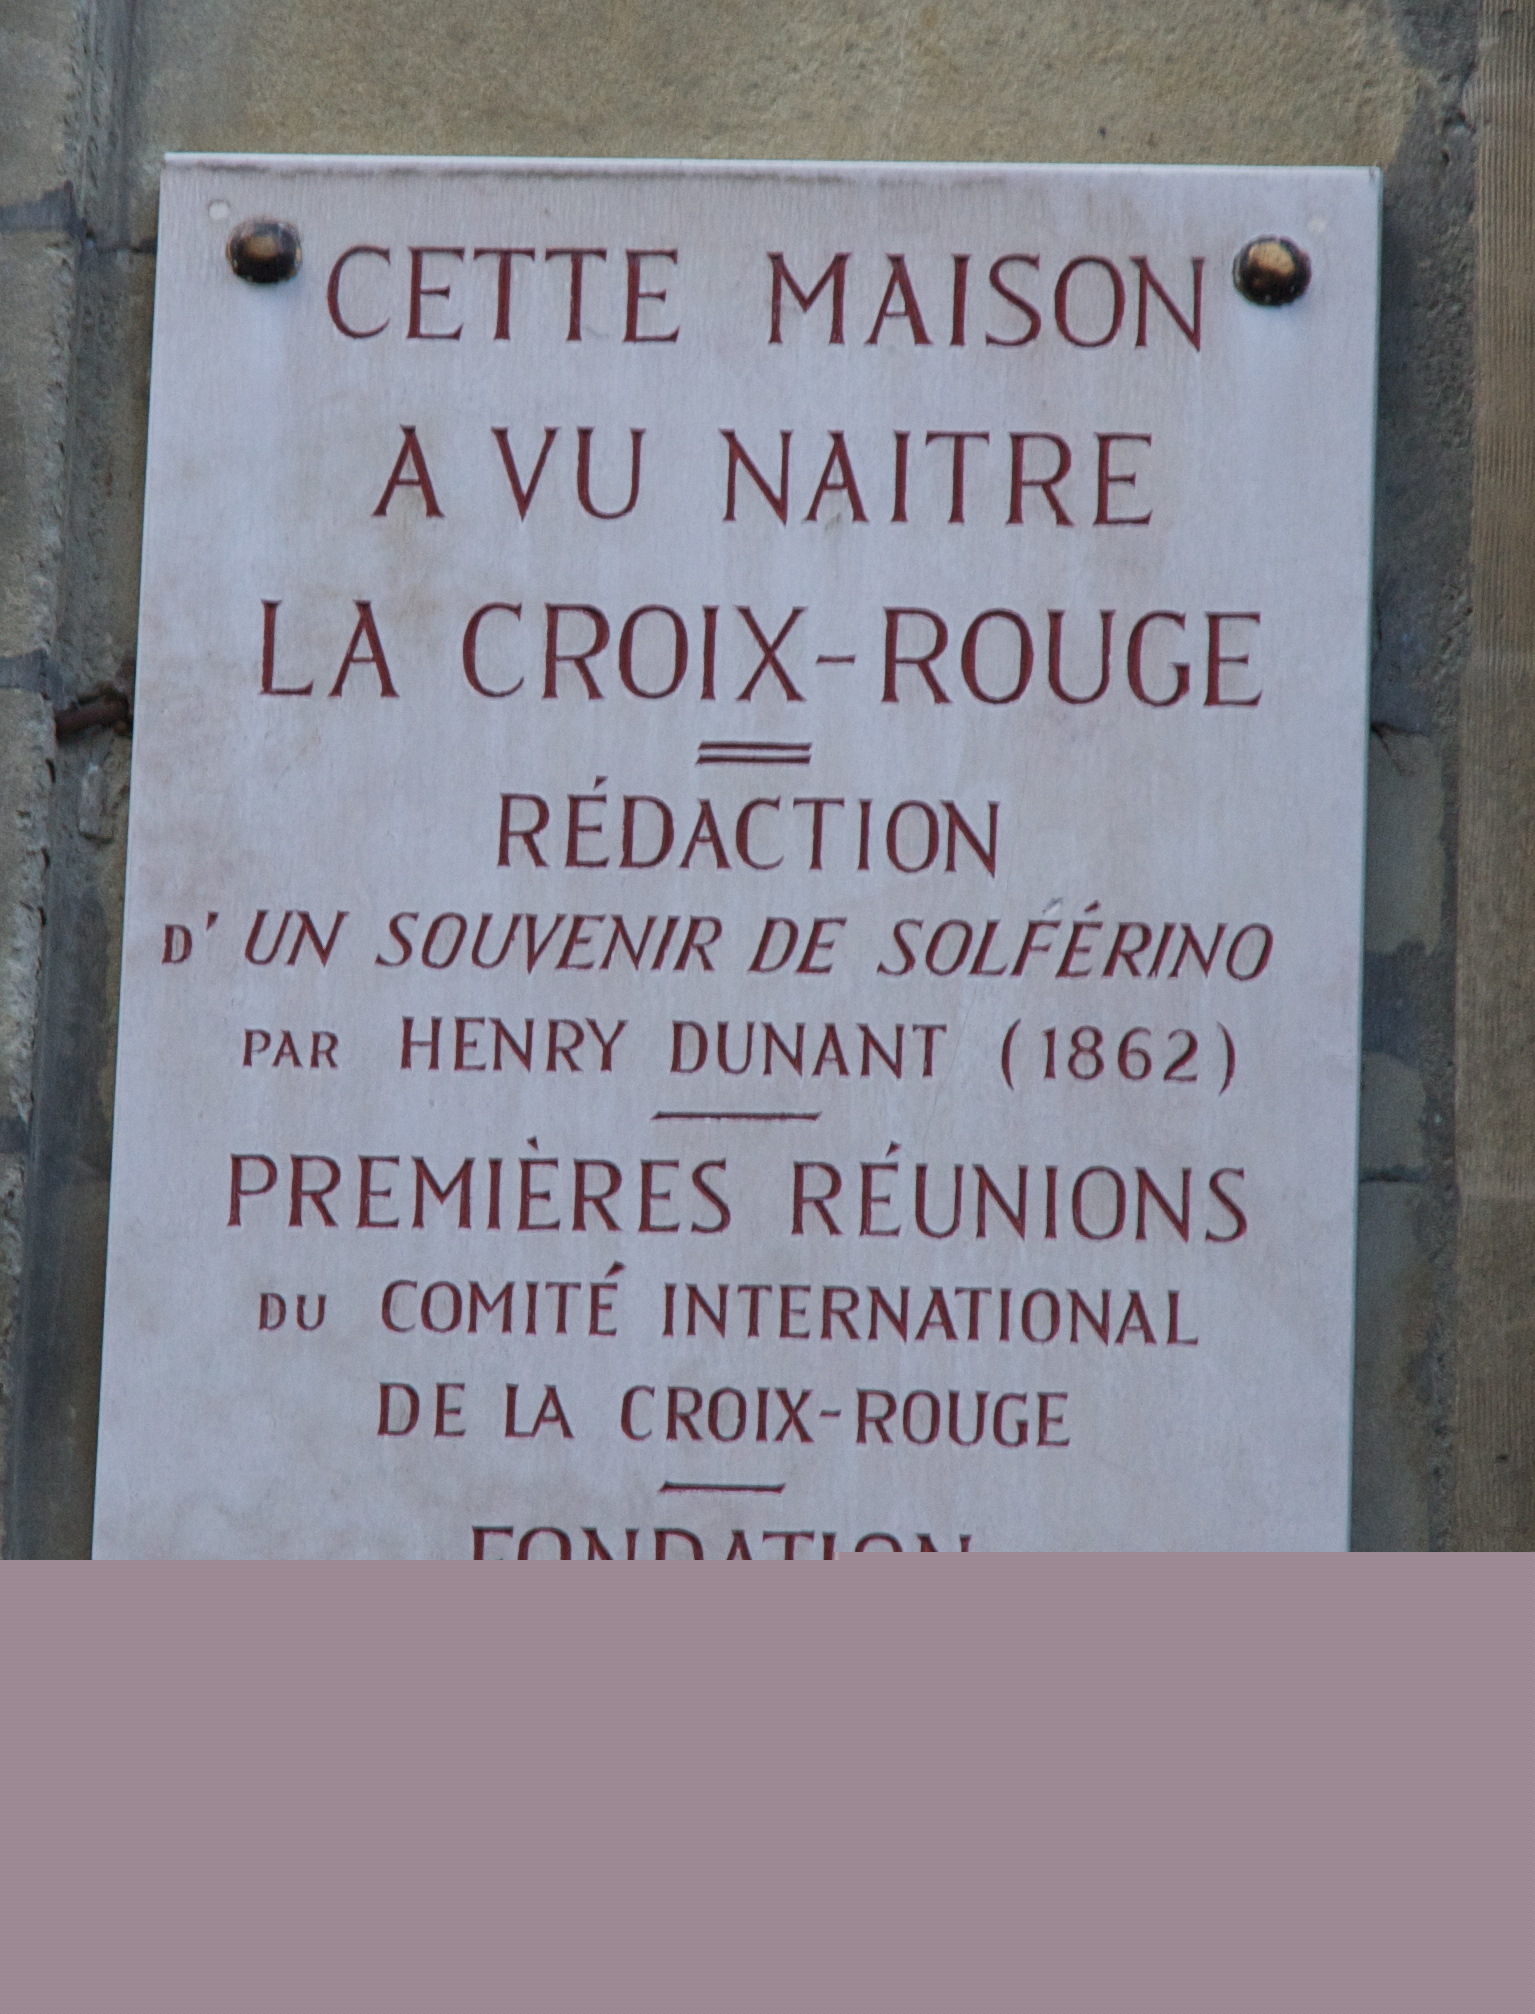 CETTE MAISON
A VU NAITRE
LA CROIX-ROUGE
RÉDACTION
D'UN SOUVENIR DE SOLFÉRINO
PAR HENRY DUNANT (1862)
PREMIÈRES RÉUNIONS
DU COMITÉ INTERNATIONAL
DE LA CROIX-ROUGE
FONDATION